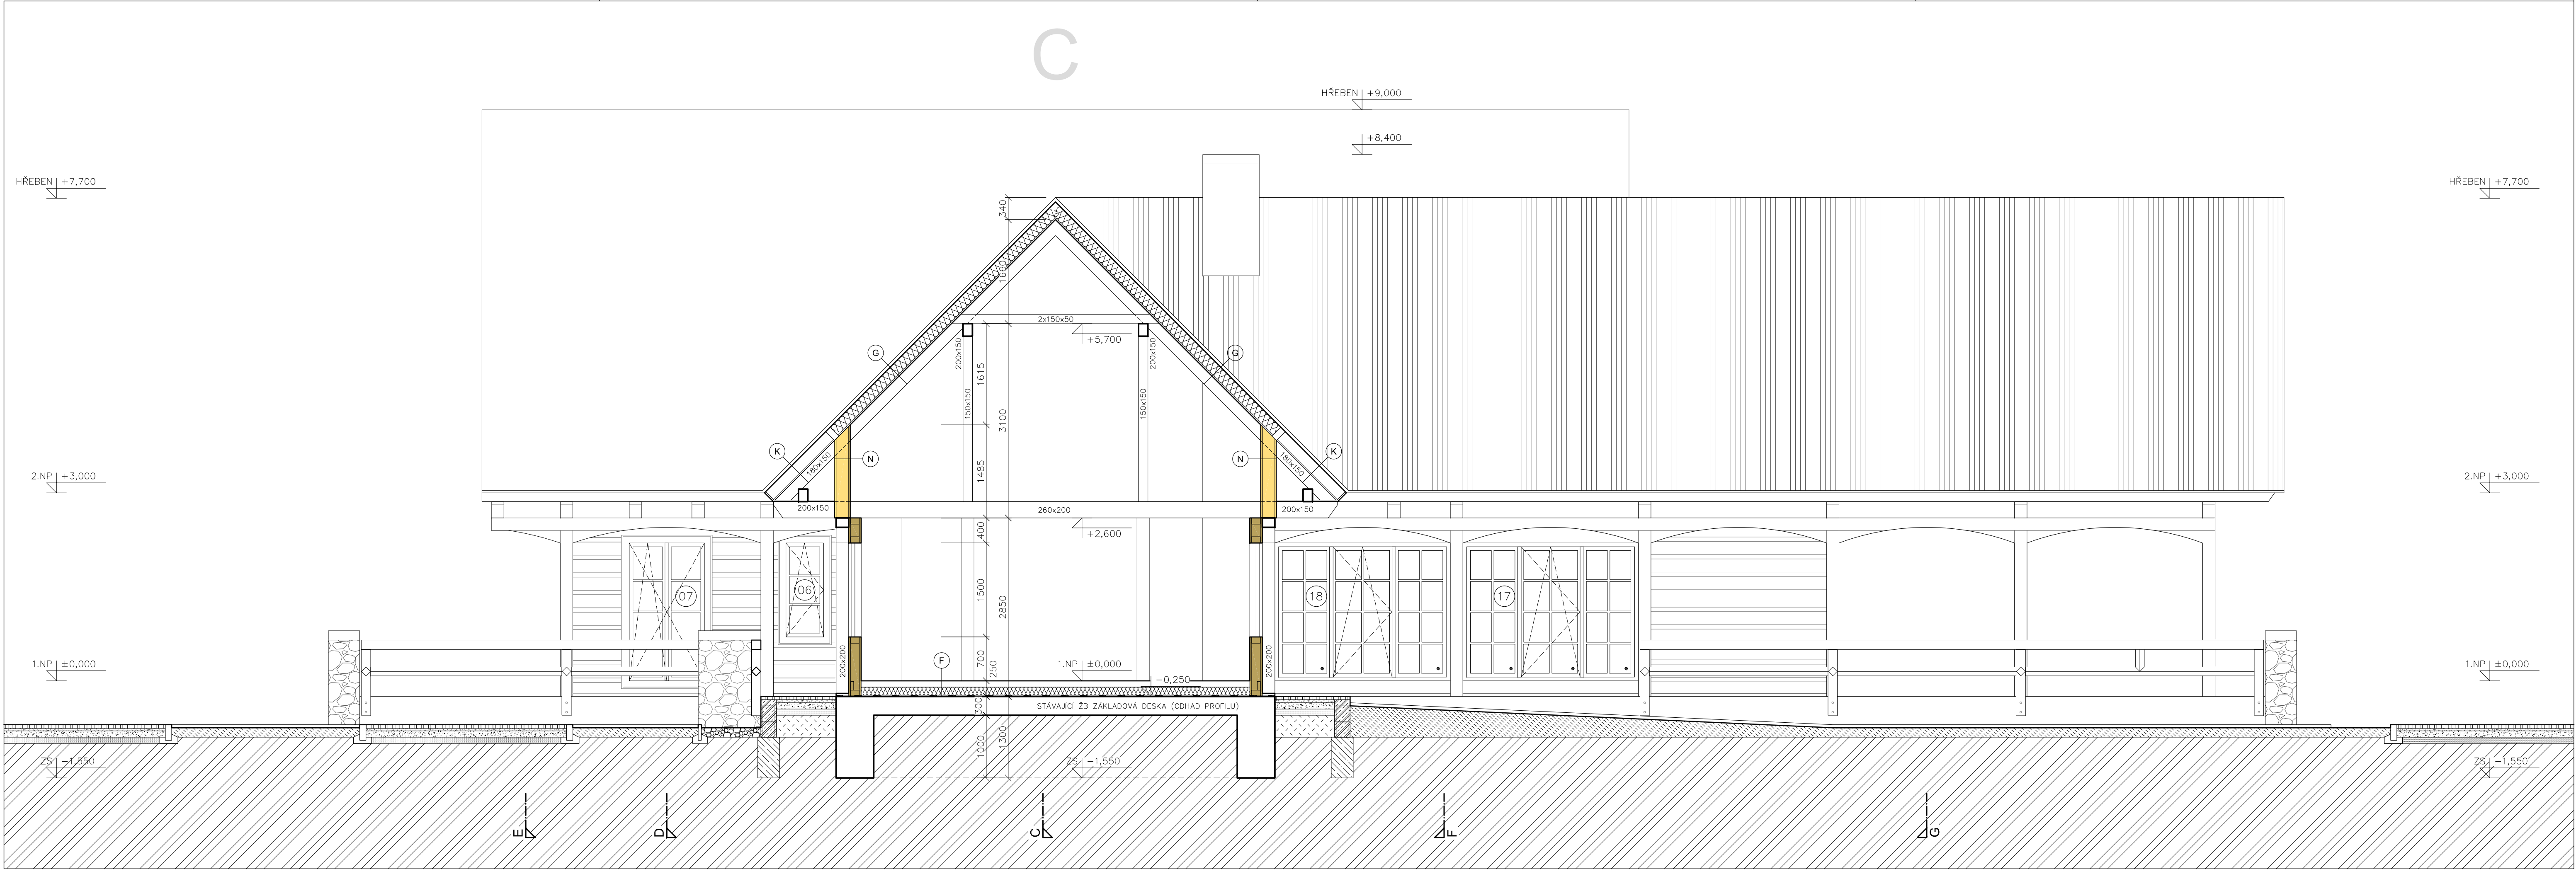 C
HŘEBEN +9,000
+8,400
HŘEBEN +7,700
HŘEBEN +7,700
340
1660
2x150x50
+5,700
200x150
200x150
G
G
1615
150x150
150x150
3100
K
K
N
N
180x150
180x150
1485
2.NP +3,000
2.NP +3,000
200x150
260x200
200x150
400
+2,600
07
06
1500
2850
18
17
200x200
200x200
F
700
250
1.NP ±0,000
1.NP ±0,000
1.NP ±0,000
-0,250
300
STÁVAJÍCÍ ŽB ZÁKLADOVÁ DESKA (ODHAD PROFILU)
1000
1300
ZS -1,550
ZS -1,550
ZS -1,550
E
D
C
F
G